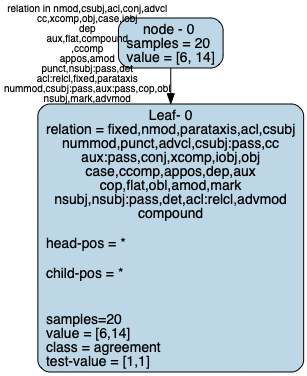 relation in nmod,csubj,acl,conj,advcl
cc,xcomp,obj,case,iobj
dep
aux,flat,compound
,ccomp
appos,amod
punct,nsubj:pass,det
acl:relcl,fixed,parataxis
nummod,csubj:pass,aux:pass,cop,obl
nsubj,mark,advmod
node - 0
samples = 20
value = [6, 14]
Leaf- 0
relation = fixed,nmod,parataxis,acl,csubj
nummod,punct,advcl,csubj:pass,cc
aux:pass,conj,xcomp,iobj,obj
case,ccomp,appos,dep,aux
cop,flat,obl,amod,mark
nsubj,nsubj:pass,det,acl:relcl,advmod
compound
head-pos = *
child-pos = *
samples=20
value = [6,14]
class = agreement
test-value = [1,1]